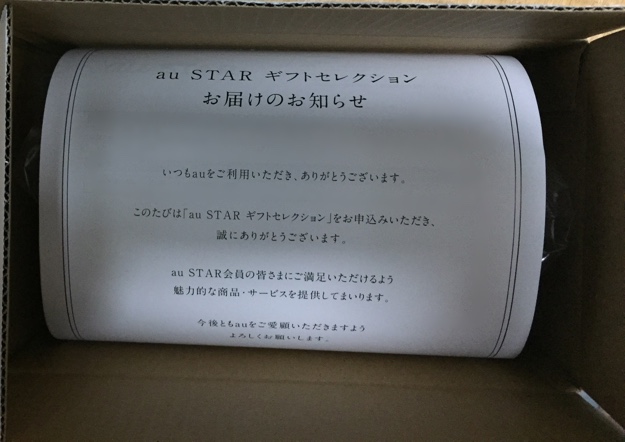 au STAR ギフトセレクション
お届けのお知らせ
いつもauをご利用いただき、ありがとうございます。
このたびは「au STAR ギフトセレクション」をお申込みいただき、
誠にありがとうございます。
au STAR会員の皆さまにご満足いただけるよう
魅力的な商品・サービスを提供してまいります。
今後ともauをご愛顧いただきますよう
よろしくお願いします。